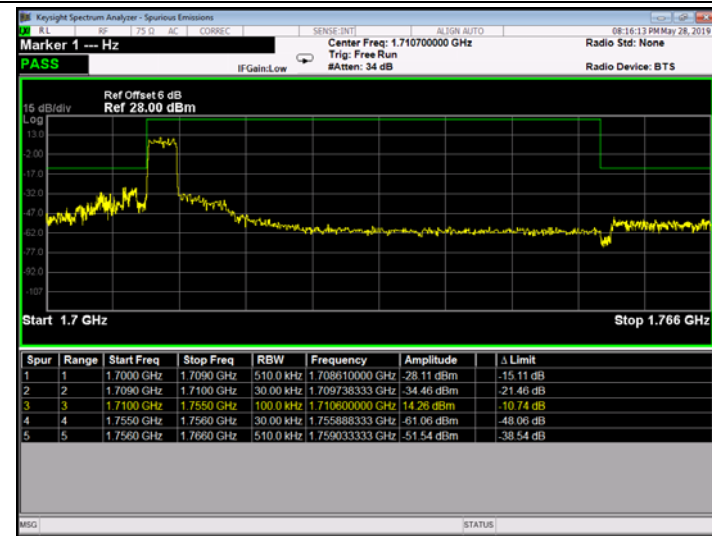 Keysight Spectrum Analyzer - Spurious Emissions
RL RF 75 Ω AC CORREC SENSE:INT ALIGN AUTO 08:16:13 PM May 28, 2019
Marker 1 --- Hz Center Freq: 1.710700000 GHz Radio Std: None
Trig: Free Run
PASS IFGain:Low #Atten: 34 dB Radio Device: BTS
Ref Offset 6 dB
15 dB/div Ref 28.00 dBm
Log
13.0
-2.00
-17.0
-32.0
-47.0
-62.0
-77.0
-92.0
-107
Start 1.7 GHz Stop 1.766 GHz
Spur Range Start Freq Stop Freq RBW Frequency Amplitude Δ Limit
1 1 1.7000 GHz 1.7090 GHz 510.0 kHz 1.708610000 GHz -28.11 dBm -15.11 dB
2 2 1.7090 GHz 1.7100 GHz 30.00 kHz 1.709738333 GHz -34.46 dBm -21.46 dB
3 3 1.7100 GHz 1.7550 GHz 100.0 kHz 1.710600000 GHz 14.26 dBm -10.74 dB
4 4 1.7550 GHz 1.7560 GHz 30.00 kHz 1.755888333 GHz -61.06 dBm -48.06 dB
5 5 1.7560 GHz 1.7660 GHz 510.0 kHz 1.759033333 GHz -51.54 dBm -38.54 dB
MSG STATUS